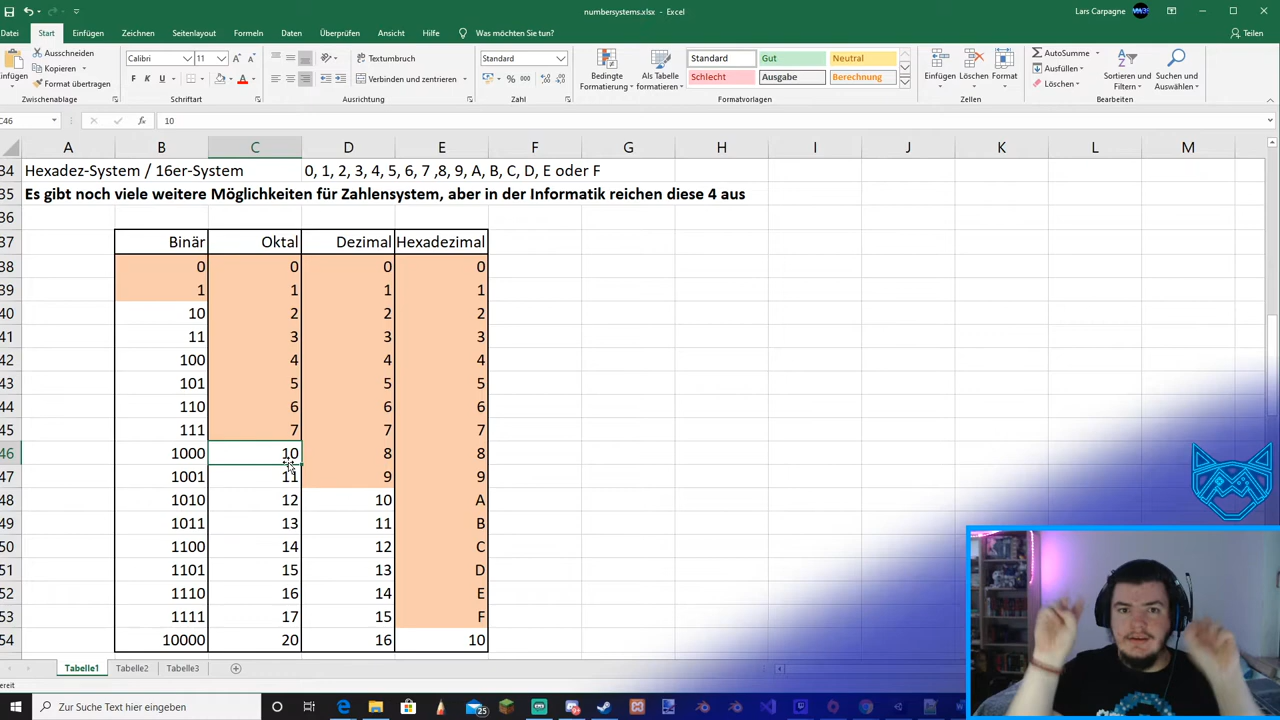 numbersystems.xlsx - Excel
Lars Carpagne
Datei
Start
Einfügen
Zeichnen
Seitenlayout
Formeln
Daten
Überprüfen
Ansicht
Hilfe
Was möchten Sie tun?
Teilen
Ausschneiden
Kopieren
Format übertragen
Zwischenablage
Calibri
11
F K U
Schriftart
Textumbruch
Verbinden und zentrieren
Ausrichtung
Standard
Zahl
Bedingte Formatierung
Als Tabelle formatieren
Standard Gut Neutral
Schlecht Ausgabe Berechnung
Formatvorlagen
Einfügen Löschen Format
Zellen
AutoSumme
Ausfüllen
Löschen
Sortieren und Filtern
Suchen und Auswählen
Bearbeiten
C46 fx 10
A B C D E F G H I J K L M
34 Hexadez-System / 16er-System 0, 1, 2, 3, 4, 5, 6, 7 ,8, 9, A, B, C, D, E oder F
35 Es gibt noch viele weitere Möglichkeiten für Zahlensystem, aber in der Informatik reichen diese 4 aus
36
37 Binär Oktal Dezimal Hexadezimal
38 0 0 0 0
39 1 1 1 1
40 10 2 2 2
41 11 3 3 3
42 100 4 4 4
43 101 5 5 5
44 110 6 6 6
45 111 7 7 7
46 1000 10 8 8
47 1001 11 9 9
48 1010 12 10 A
49 1011 13 11 B
50 1100 14 12 C
51 1101 15 13 D
52 1110 16 14 E
53 1111 17 15 F
54 10000 20 16 10
Tabelle1 Tabelle2 Tabelle3
ereit
Zur Suche Text hier eingeben
25